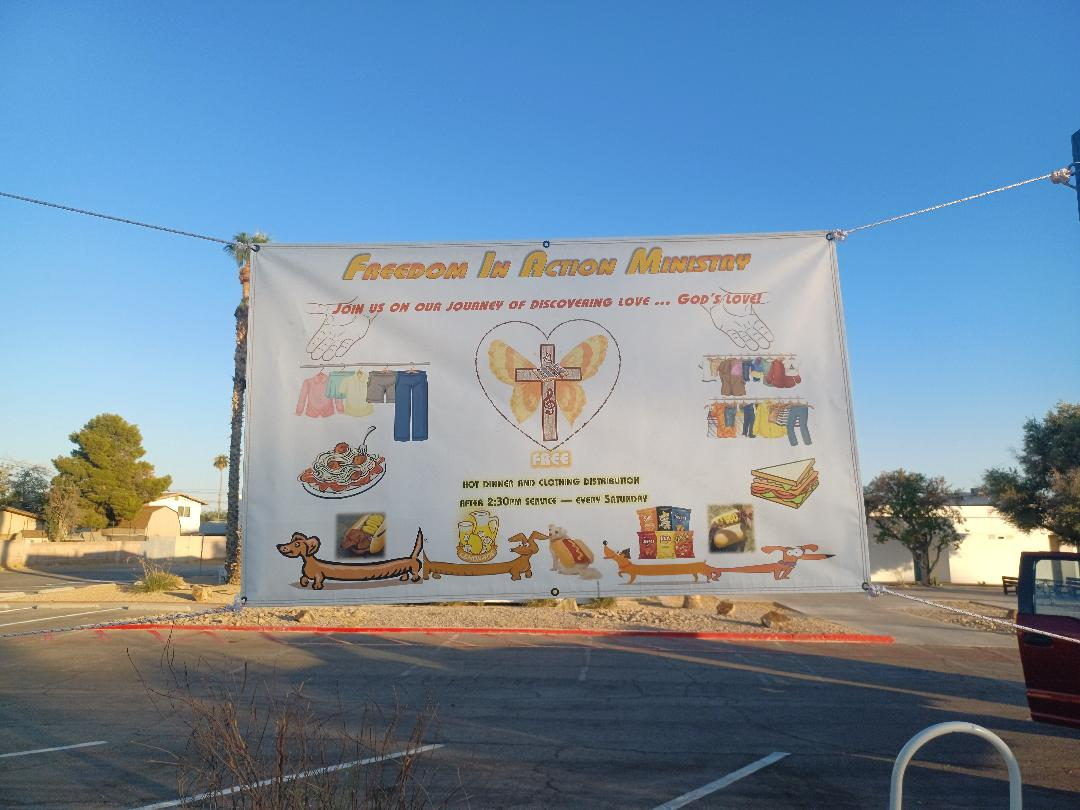 Freedom In Action Ministry
Join us on our journey of discovering love ... God's love!
FREE
Hot dinner and clothing distribution
after 2:30pm service — every Saturday
LEMONADE